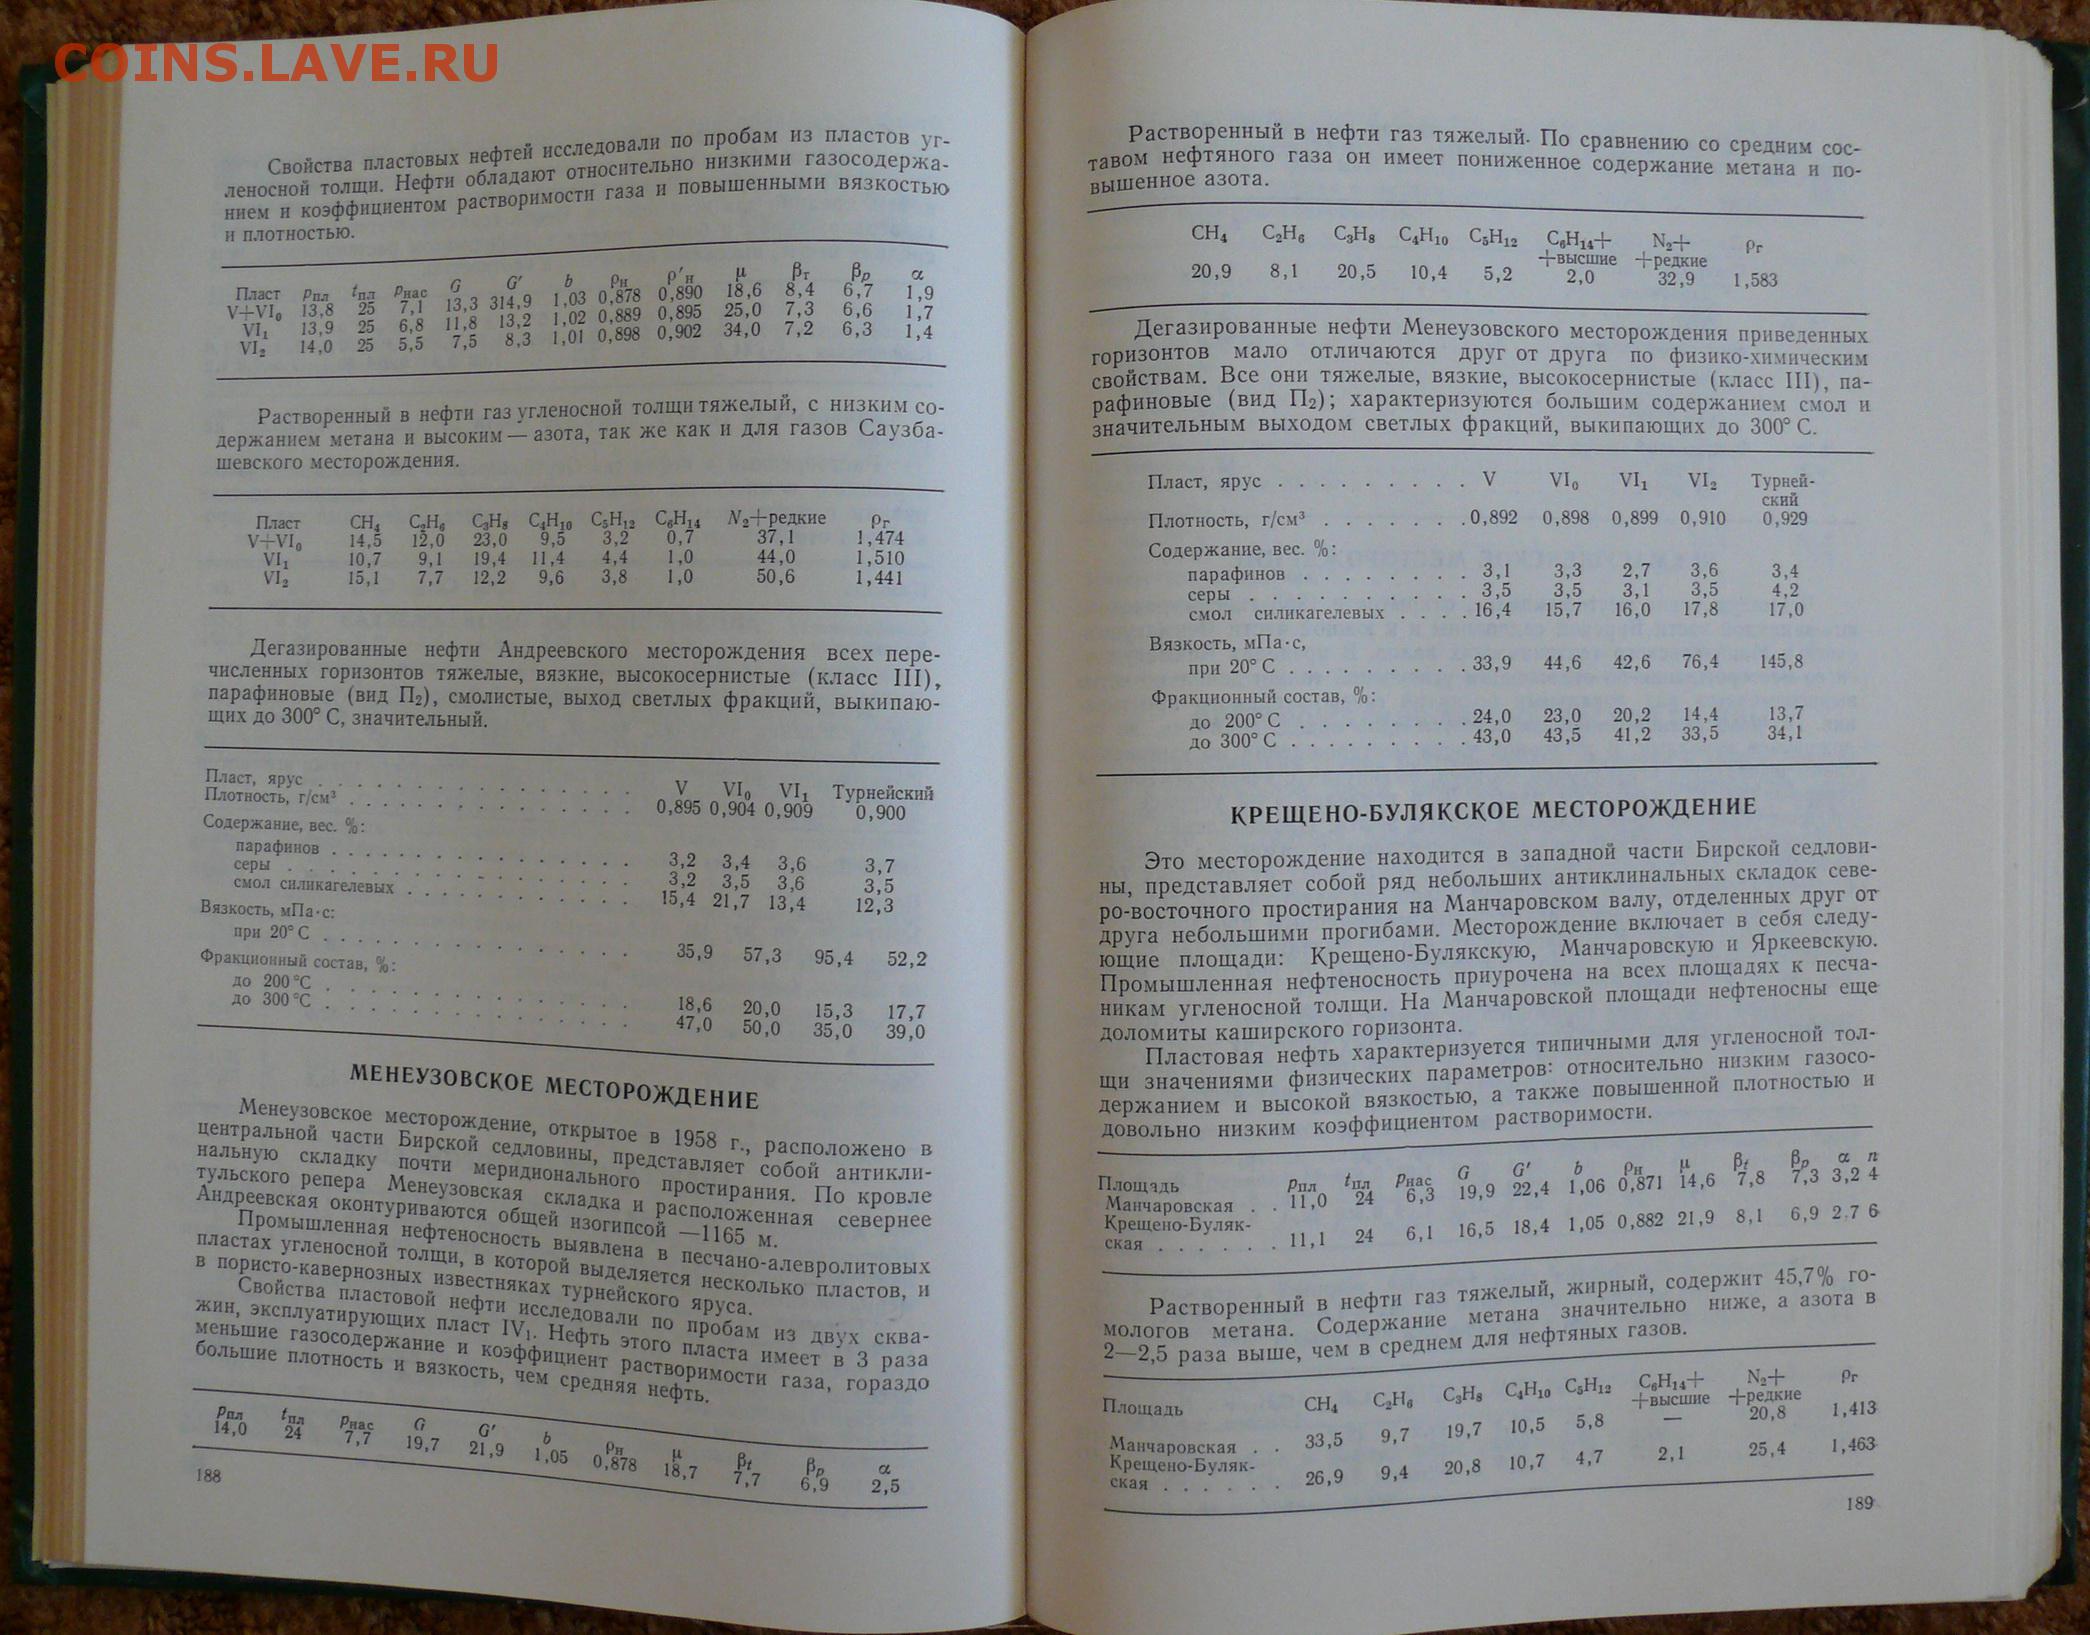 COINS.LAVE.RU
Свойства пластовых нефтей исследовали по пробам из пластов уг-
леносной толщи. Нефти обладают относительно низкими газосодержа-
нием и коэффициентом растворимости газа и повышенными вязкостью
и плотностью.
Пласт pпл tпл pнас G G′ b ρн ρ′н μ βг βp α
V+VI₀ 13,8 25 7,1 13,3 314,9 1,03 0,878 0,890 18,6 8,4 6,7 1,9
VI₁ 13,9 25 6,8 11,8 13,2 1,02 0,889 0,895 25,0 7,3 6,6 1,7
VI₂ 14,0 25 5,5 7,5 8,3 1,01 0,898 0,902 34,0 7,2 6,3 1,4
Растворенный в нефти газ угленосной толщи тяжелый, с низким со-
держанием метана и высоким — азота, так же как и для газов Саузба-
шевского месторождения.
Пласт CH₄ C₂H₆ C₃H₈ C₄H₁₀ C₅H₁₂ C₆H₁₄ N₂+редкие ρг
V+VI₀ 14,5 12,0 23,0 9,5 3,2 0,7 37,1 1,474
VI₁ 10,7 9,1 19,4 11,4 4,4 1,0 44,0 1,510
VI₂ 15,1 7,7 12,2 9,6 3,8 1,0 50,6 1,441
Дегазированные нефти Андреевского месторождения всех пере-
численных горизонтов тяжелые, вязкие, высокосернистые (класс III),
парафиновые (вид П₂), смолистые, выход светлых фракций, выкипаю-
щих до 300° С, значительный.
Пласт, ярус . . . . . . . . . . . . . . . V VI₀ VI₁ Турнейский
Плотность, г/см³ . . . . . . . . . . . . . 0,895 0,904 0,909 0,900
Содержание, вес. %:
парафинов . . . . . . . . . . . . . . 3,2 3,4 3,6 3,7
серы . . . . . . . . . . . . . . . . 3,2 3,5 3,6 3,5
смол силикагелевых . . . . . . . . . . . 15,4 21,7 13,4 12,3
Вязкость, мПа·с:
при 20° С . . . . . . . . . . . . . . 35,9 57,3 95,4 52,2
Фракционный состав, %:
до 200 °С . . . . . . . . . . . . . . 18,6 20,0 15,3 17,7
до 300 °С . . . . . . . . . . . . . . 47,0 50,0 35,0 39,0
МЕНЕУЗОВСКОЕ МЕСТОРОЖДЕНИЕ
Менеузовское месторождение, открытое в 1958 г., расположено в
центральной части Бирской седловины, представляет собой антикли-
нальную складку почти меридионального простирания. По кровле
тульского репера Менеузовская складка и расположенная севернее
Андреевская оконтуриваются общей изогипсой —1165 м.
Промышленная нефтеносность выявлена в песчано-алевролитовых
пластах угленосной толщи, в которой выделяется несколько пластов, и
в пористо-кавернозных известняках турнейского яруса.
Свойства пластовой нефти исследовали по пробам из двух сква-
жин, эксплуатирующих пласт IV₁. Нефть этого пласта имеет в 3 раза
меньшие газосодержание и коэффициент растворимости газа, гораздо
большие плотность и вязкость, чем средняя нефть.
pпл tпл pнас G G′ b ρн μ βt βp α
14,0 24 7,7 19,7 21,9 1,05 0,878 18,7 7,7 6,9 2,5
188
Растворенный в нефти газ тяжелый. По сравнению со средним сос-
тавом нефтяного газа он имеет пониженное содержание метана и по-
вышенное азота.
CH₄ C₂H₆ C₃H₈ C₄H₁₀ C₅H₁₂ C₆H₁₄+ N₂+ ρг
+высшие +редкие
20,9 8,1 20,5 10,4 5,2 2,0 32,9 1,583
Дегазированные нефти Менеузовского месторождения приведенных
горизонтов мало отличаются друг от друга по физико-химическим
свойствам. Все они тяжелые, вязкие, высокосернистые (класс III), па-
рафиновые (вид П₂); характеризуются большим содержанием смол и
значительным выходом светлых фракций, выкипающих до 300° С.
Пласт, ярус . . . . . . . . . V VI₀ VI₁ VI₂ Турней-
ский
Плотность, г/см³ . . . . . . . 0,892 0,898 0,899 0,910 0,929
Содержание, вес. %:
парафинов . . . . . . . . 3,1 3,3 2,7 3,6 3,4
серы . . . . . . . . . . 3,5 3,5 3,1 3,5 4,2
смол силикагелевых . . . . 16,4 15,7 16,0 17,8 17,0
Вязкость, мПа·с,
при 20° С . . . . . . . . . 33,9 44,6 42,6 76,4 145,8
Фракционный состав, %:
до 200° С . . . . . . . . 24,0 23,0 20,2 14,4 13,7
до 300° С . . . . . . . . . 43,0 43,5 41,2 33,5 34,1
КРЕЩЕНО-БУЛЯКСКОЕ МЕСТОРОЖДЕНИЕ
Это месторождение находится в западной части Бирской седлови-
ны, представляет собой ряд небольших антиклинальных складок севе-
ро-восточного простирания на Манчаровском валу, отделенных друг от
друга небольшими прогибами. Месторождение включает в себя следу-
ющие площади: Крещено-Булякскую, Манчаровскую и Яркеевскую.
Промышленная нефтеносность приурочена на всех площадях к песча-
никам угленосной толщи. На Манчаровской площади нефтеносны еще
доломиты каширского горизонта.
Пластовая нефть характеризуется типичными для угленосной тол-
щи значениями физических параметров: относительно низким газосо-
держанием и высокой вязкостью, а также повышенной плотностью и
довольно низким коэффициентом растворимости.
Площадь pпл tпл pнас G G′ b ρн μ βt βp α n
Манчаровская . . 11,0 24 6,3 19,9 22,4 1,06 0,871 14,6 7,8 7,3 3,2 4
Крещено-Буляк-
ская . . . . . . 11,1 24 6,1 16,5 18,4 1,05 0,882 21,9 8,1 6,9 2.7 6
Растворенный в нефти газ тяжелый, жирный, содержит 45,7% го-
мологов метана. Содержание метана значительно ниже, а азота в
2—2,5 раза выше, чем в среднем для нефтяных газов.
Площадь CH₄ C₂H₆ C₃H₈ C₄H₁₀ C₅H₁₂ C₆H₁₄+ N₂+ ρг
+высшие +редкие
Манчаровская . . 33,5 9,7 19,7 10,5 5,8 — 20,8 1,413
Крещено-Буляк-
ская . . . . . . 26,9 9,4 20,8 10,7 4,7 2,1 25,4 1,463
189